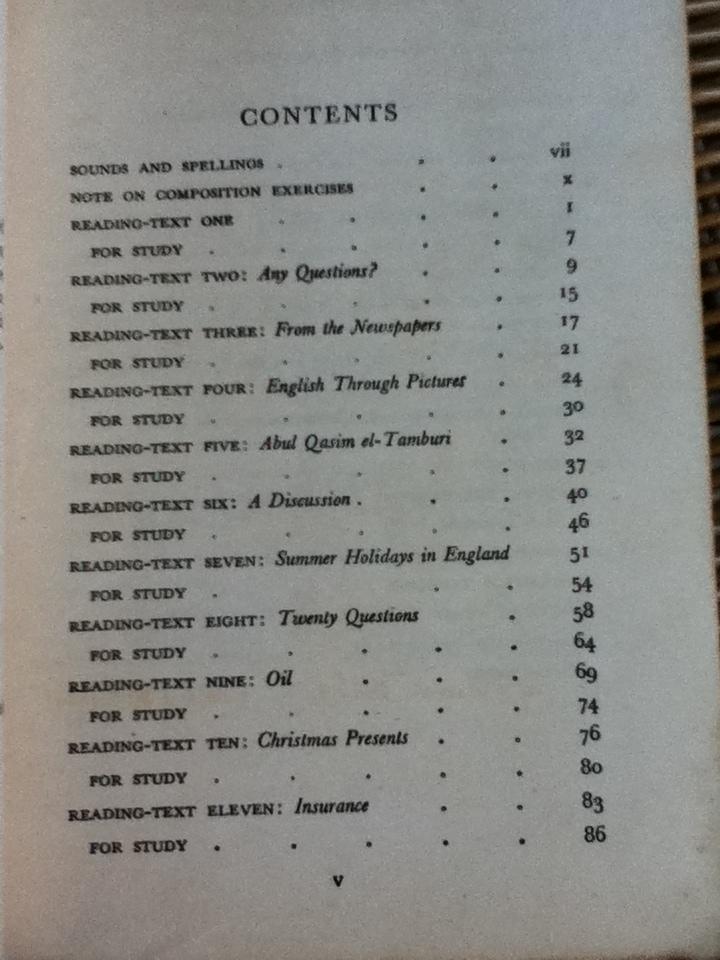 CONTENTS
SOUNDS AND SPELLINGS . . . vii
NOTE ON COMPOSITION EXERCISES . . x
READING-TEXT ONE . . . . 1
FOR STUDY . . . . . 7
READING-TEXT TWO: Any Questions? . . 9
FOR STUDY . . . . . 15
READING-TEXT THREE: From the Newspapers . 17
FOR STUDY . . . . . 21
READING-TEXT FOUR: English Through Pictures . 24
FOR STUDY . . . . . 30
READING-TEXT FIVE: Abul Qasim el-Tamburi . 32
FOR STUDY . . . . . 37
READING-TEXT SIX: A Discussion . . . 40
FOR STUDY . . . . . 46
READING-TEXT SEVEN: Summer Holidays in England 51
FOR STUDY . . . 54
READING-TEXT EIGHT: Twenty Questions . 58
FOR STUDY . . . . . 64
READING-TEXT NINE: Oil . . . 69
FOR STUDY . . . . . 74
READING-TEXT TEN: Christmas Presents . . 76
FOR STUDY . . . . . 80
READING-TEXT ELEVEN: Insurance . . 83
FOR STUDY . . . . . 86
v